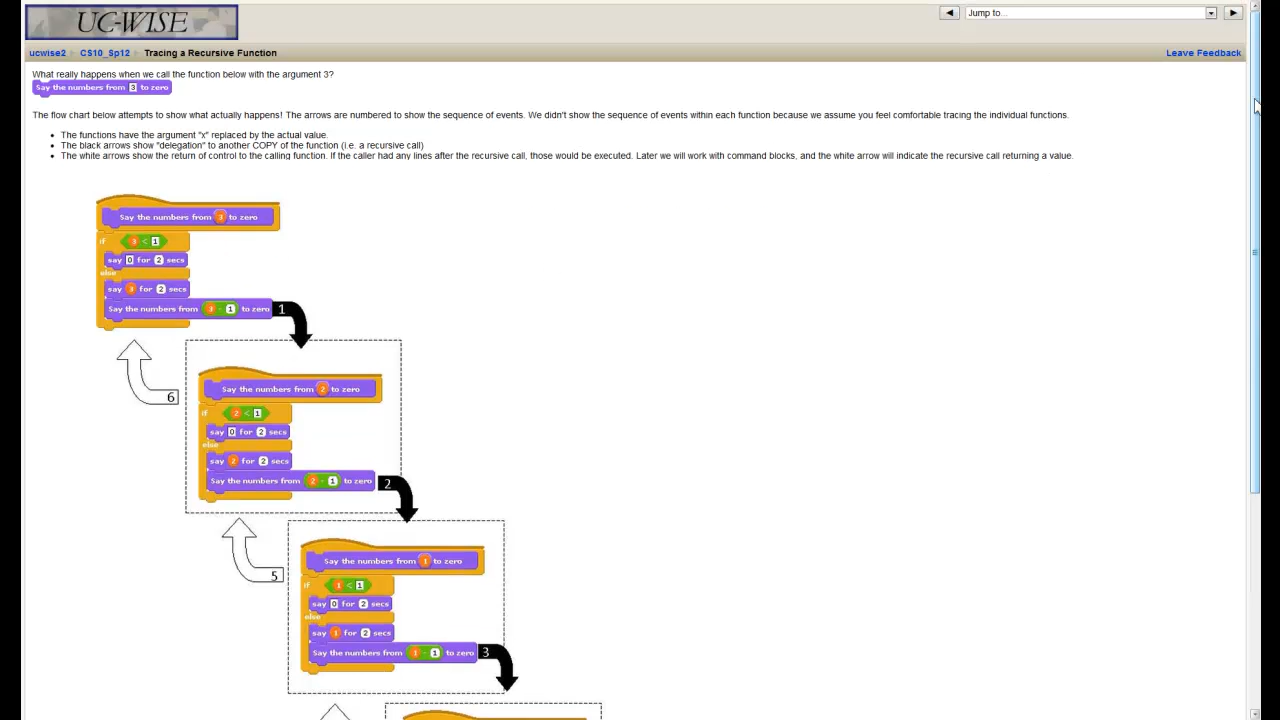 UC-WISE
Jump to...
ucwise2 CS10_Sp12 Tracing a Recursive Function
Leave Feedback
What really happens when we call the function below with the argument 3?
Say the numbers from 3 to zero
The flow chart below attempts to show what actually happens! The arrows are numbered to show the sequence of events. We didn't show the sequence of events within each function because we assume you feel comfortable tracing the individual functions.
The functions have the argument "x" replaced by the actual value.
The black arrows show "delegation" to another COPY of the function (i.e. a recursive call)
The white arrows show the return of control to the calling function. If the caller had any lines after the recursive call, those would be executed. Later we will work with command blocks, and the white arrow will indicate the recursive call returning a value.
Say the numbers from 3 to zero
if 3 < 1
say 0 for 2 secs
else
say 3 for 2 secs
Say the numbers from 3 - 1 to zero
1
6
Say the numbers from 2 to zero
if 2 < 1
say 0 for 2 secs
else
say 2 for 2 secs
Say the numbers from 2 - 1 to zero
2
5
Say the numbers from 1 to zero
if 1 < 1
say 0 for 2 secs
else
say 1 for 2 secs
Say the numbers from 1 - 1 to zero
3